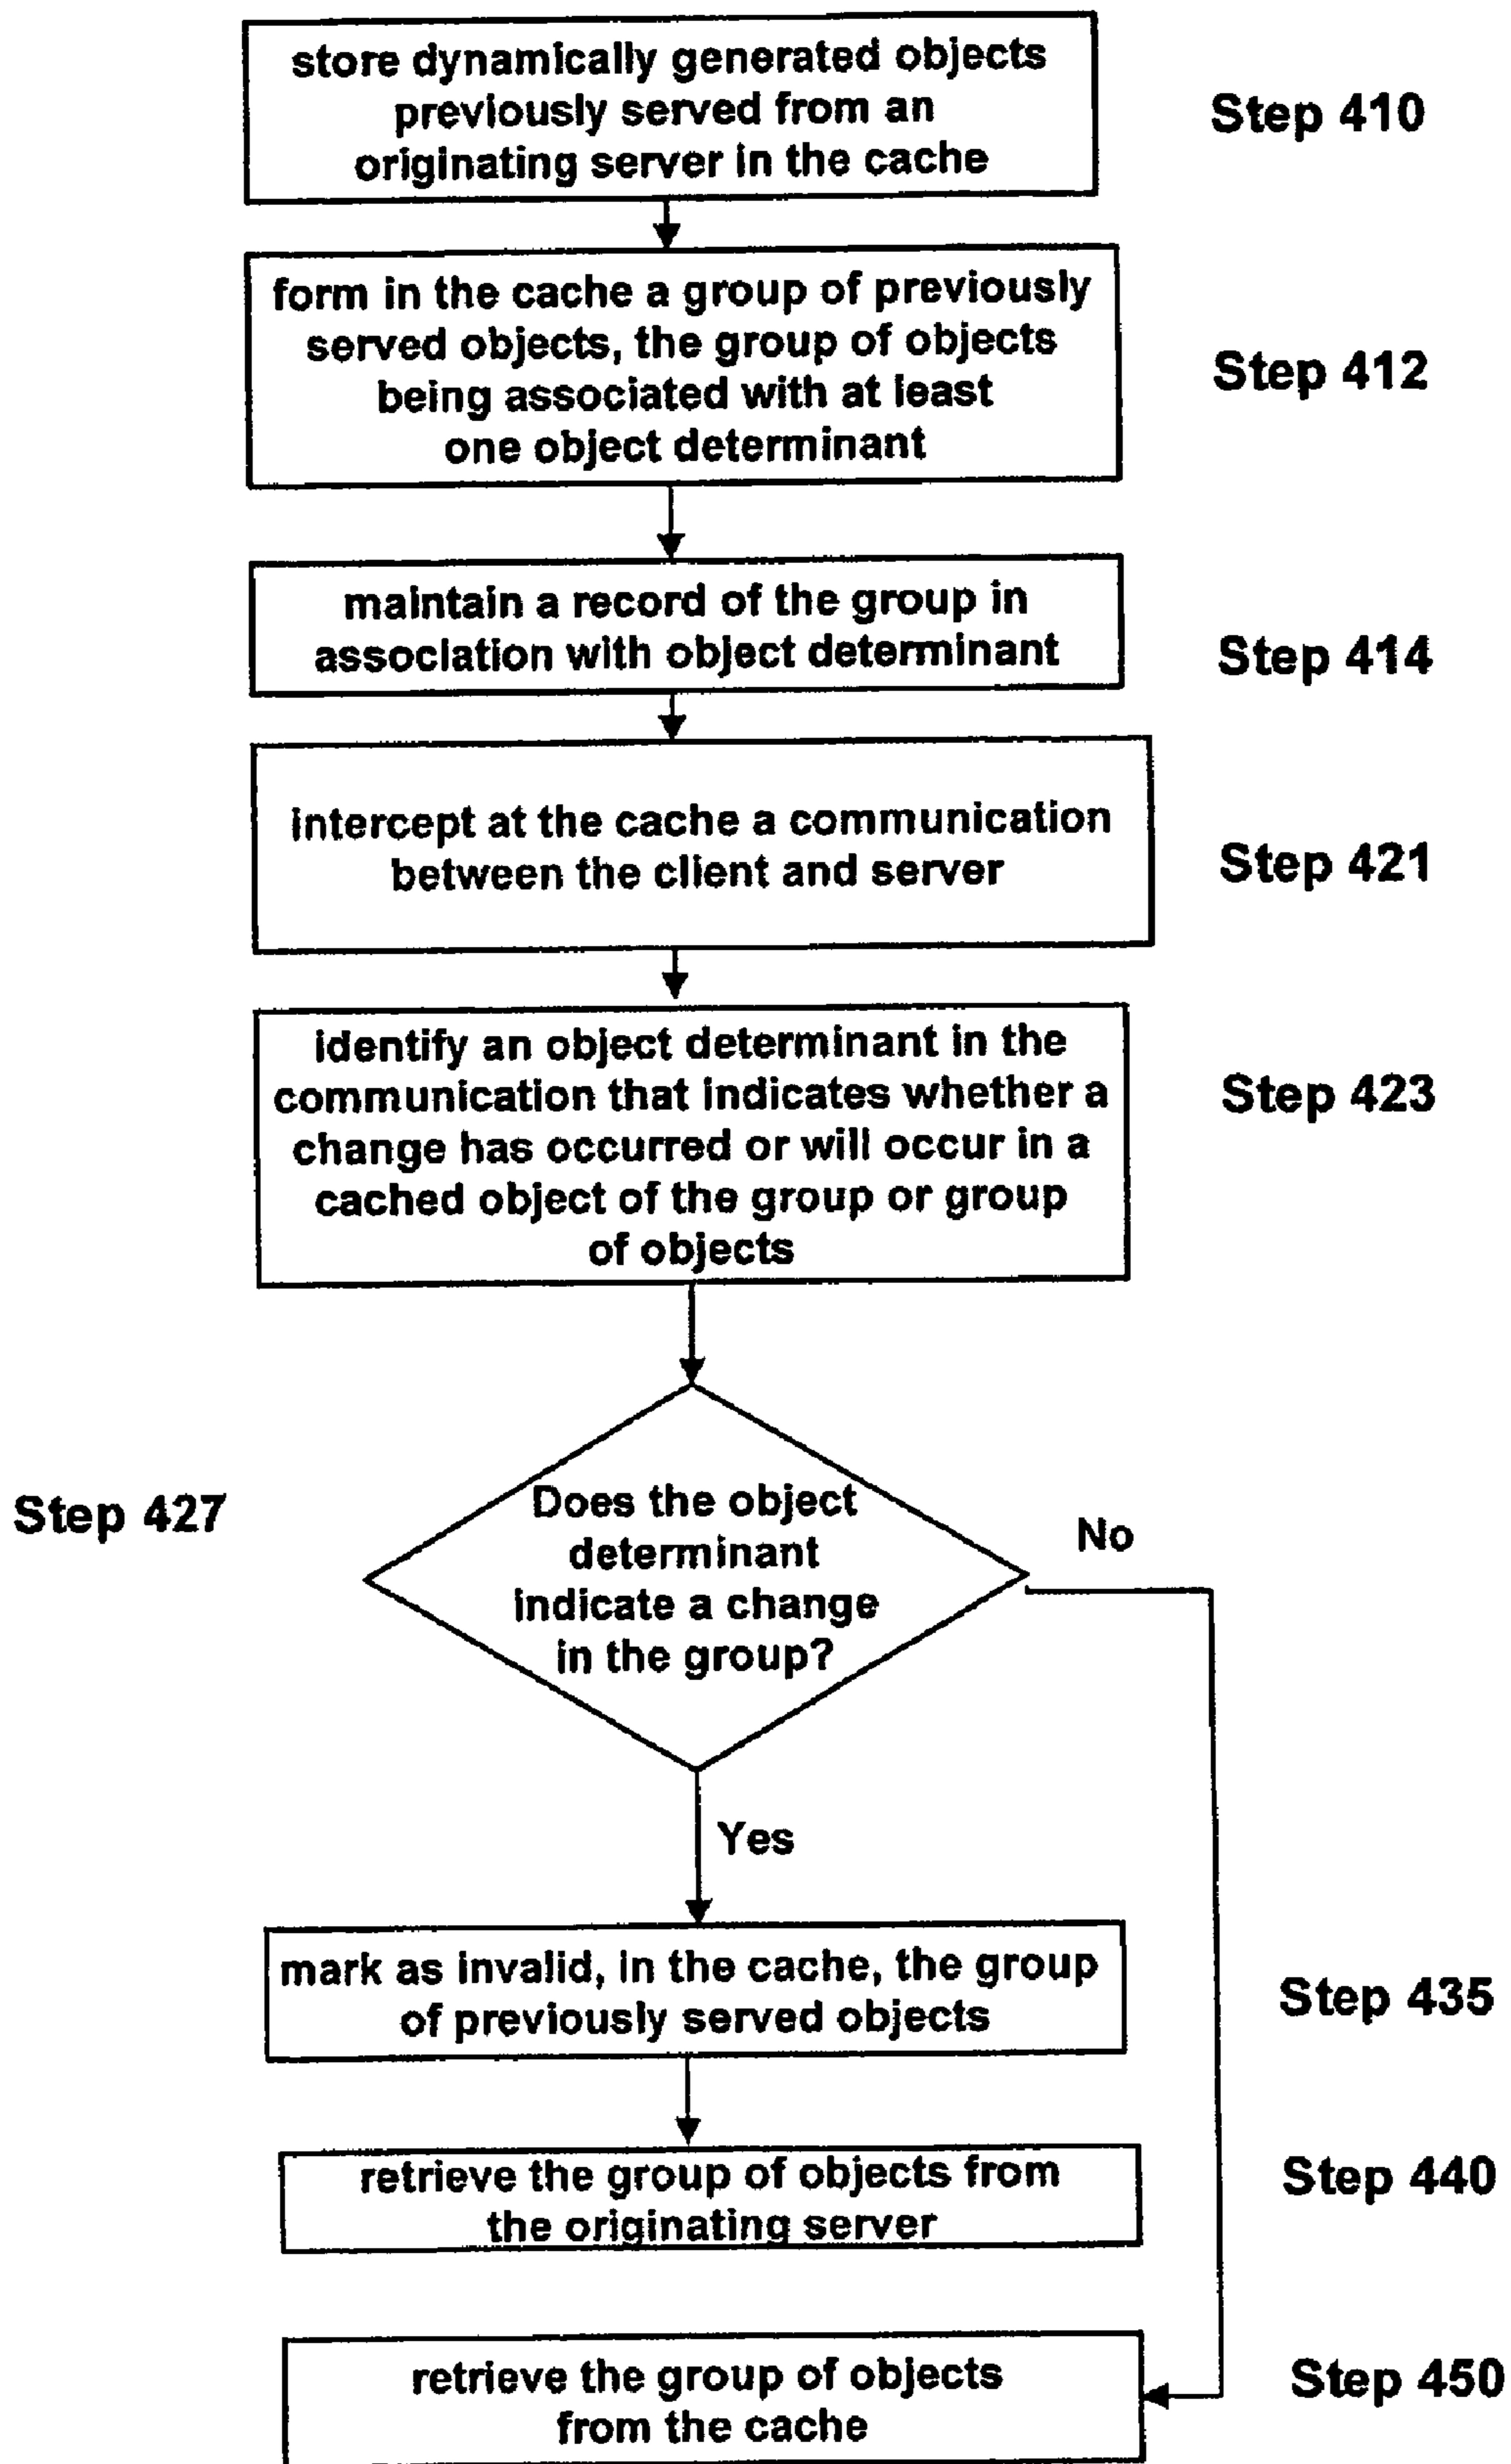 store dynamically generated objects
previously served from an
originating server in the cache
Step 410
form in the cache a group of previously
served objects, the group of objects
being associated with at least
one object determinant
Step 412
maintain a record of the group in
association with object determinant
Step 414
intercept at the cache a communication
between the client and server
Step 421
identify an object determinant in the
communication that indicates whether a
change has occurred or will occur in a
cached object of the group or group
of objects
Step 423
Step 427
Does the object
determinant
indicate a change
in the group?
No
Yes
mark as invalid, in the cache, the group
of previously served objects
Step 435
retrieve the group of objects from
the originating server
Step 440
retrieve the group of objects
from the cache
Step 450